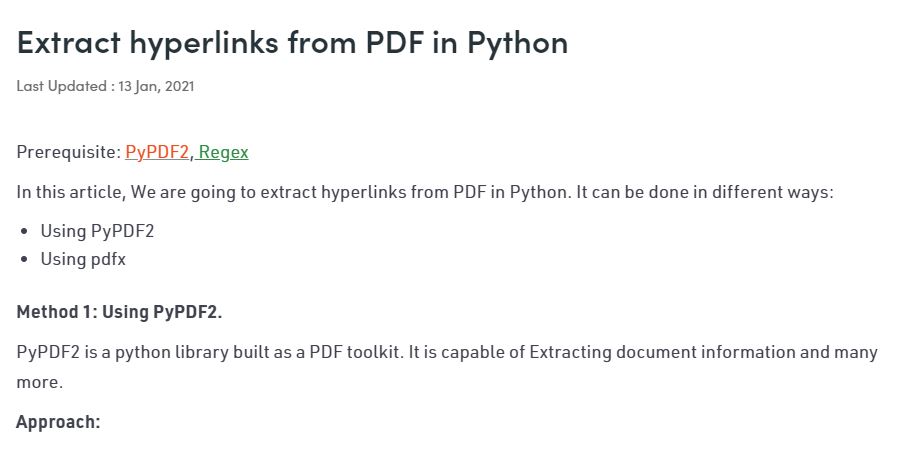 Extract hyperlinks from PDF in Python
Last Updated : 13 Jan, 2021
Prerequisite: PyPDF2, Regex
In this article, We are going to extract hyperlinks from PDF in Python. It can be done in different ways:
• Using PyPDF2
• Using pdfx
Method 1: Using PyPDF2.
PyPDF2 is a python library built as a PDF toolkit. It is capable of Extracting document information and many
more.
Approach: